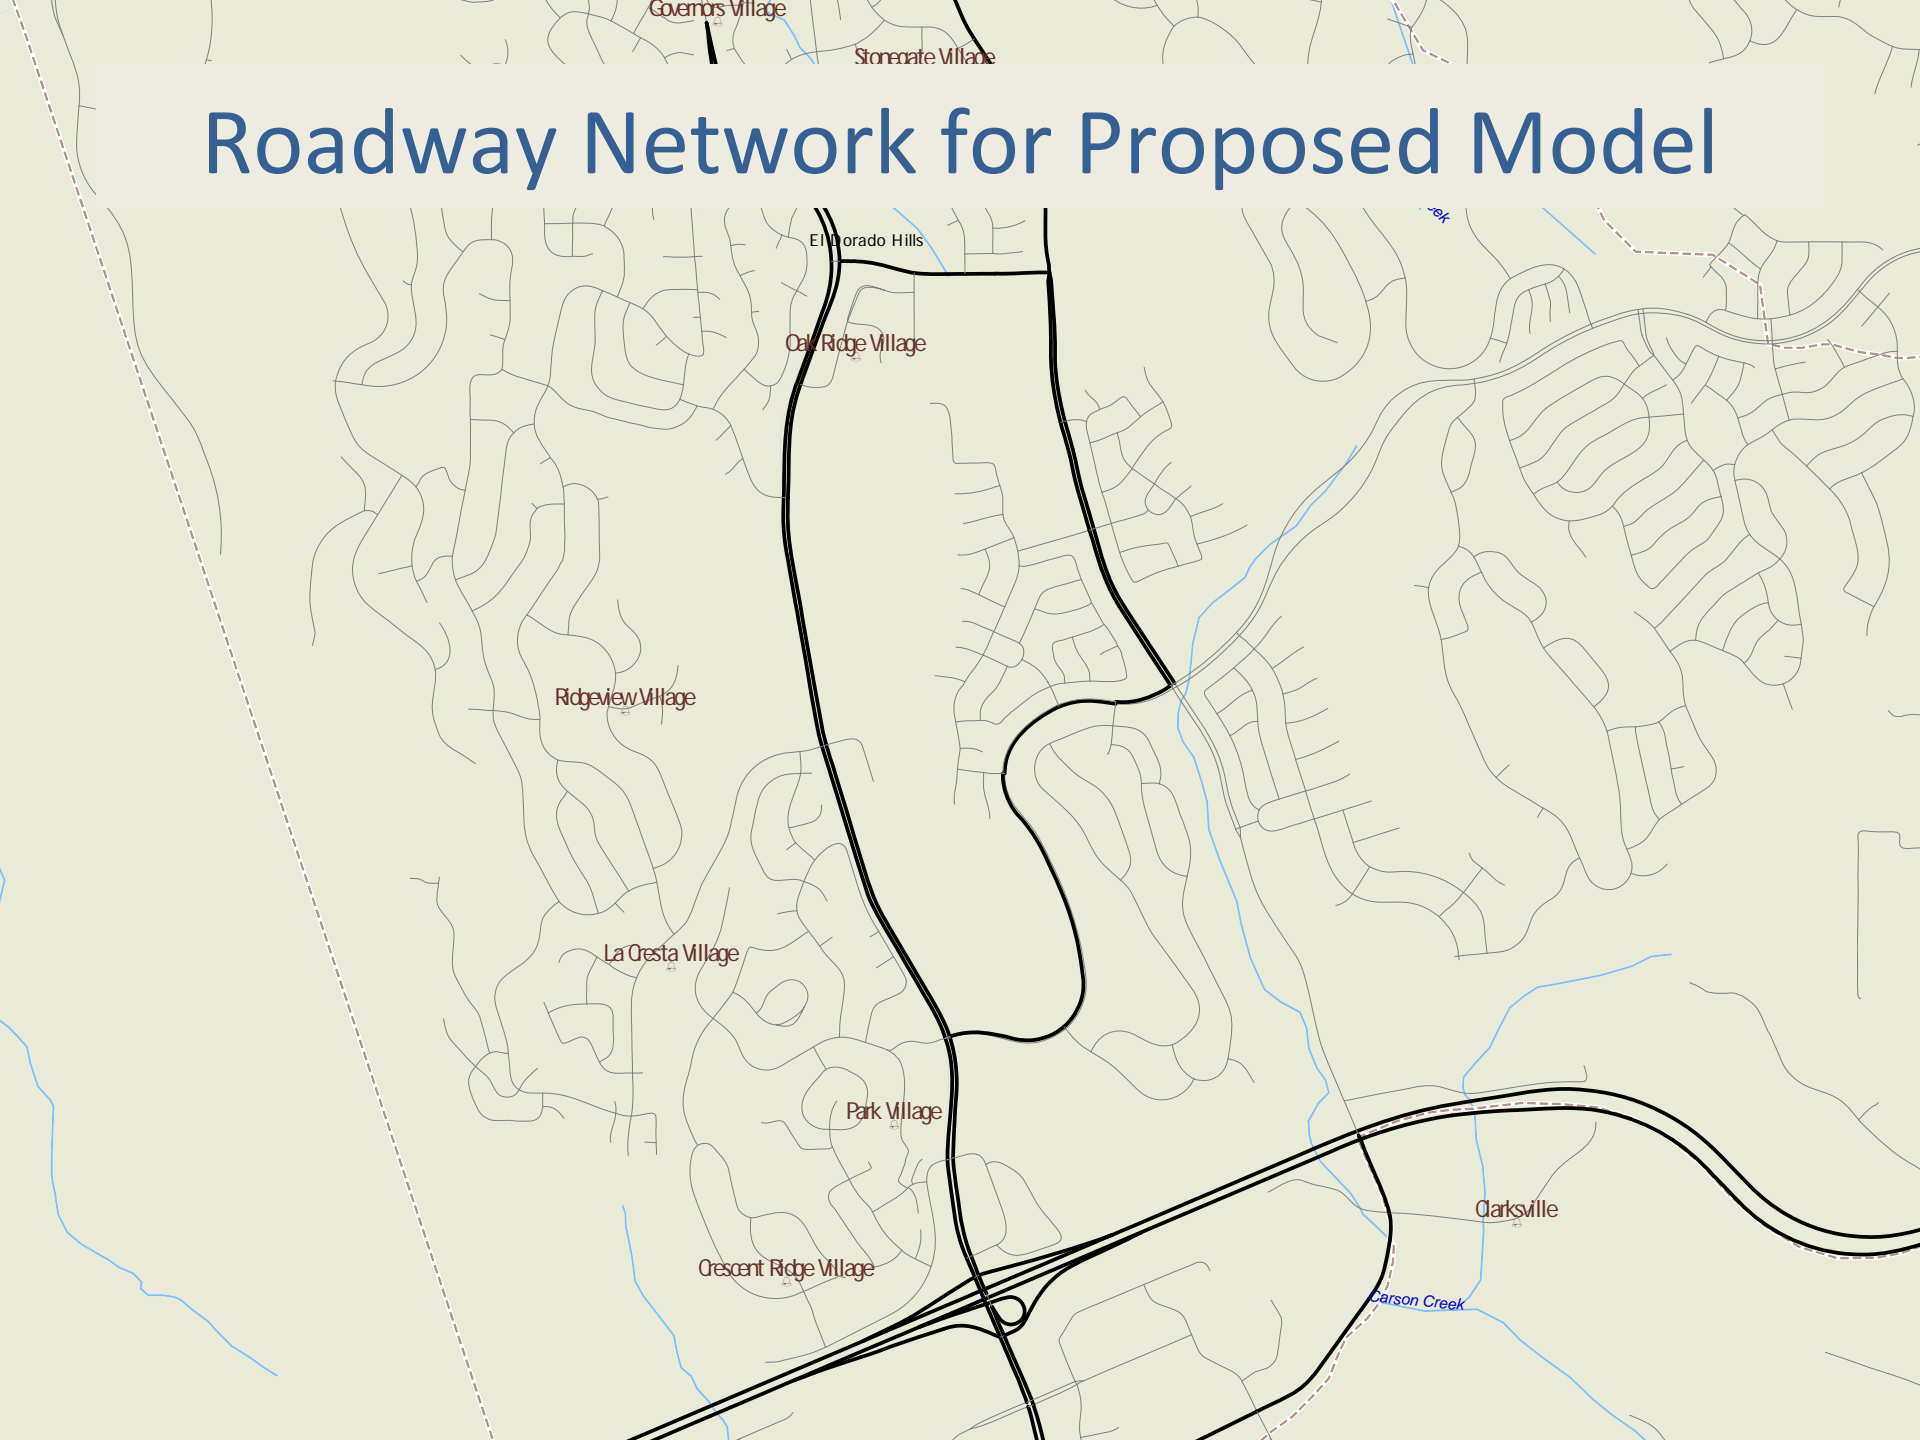 Governors Village
Stonegate Village
Roadway Network for Proposed Model
eek
El Dorado Hills
Oak Ridge Village
Ridgeview Village
La Cresta Village
Park Village
Clarksville
Crescent Ridge Village
Carson Creek